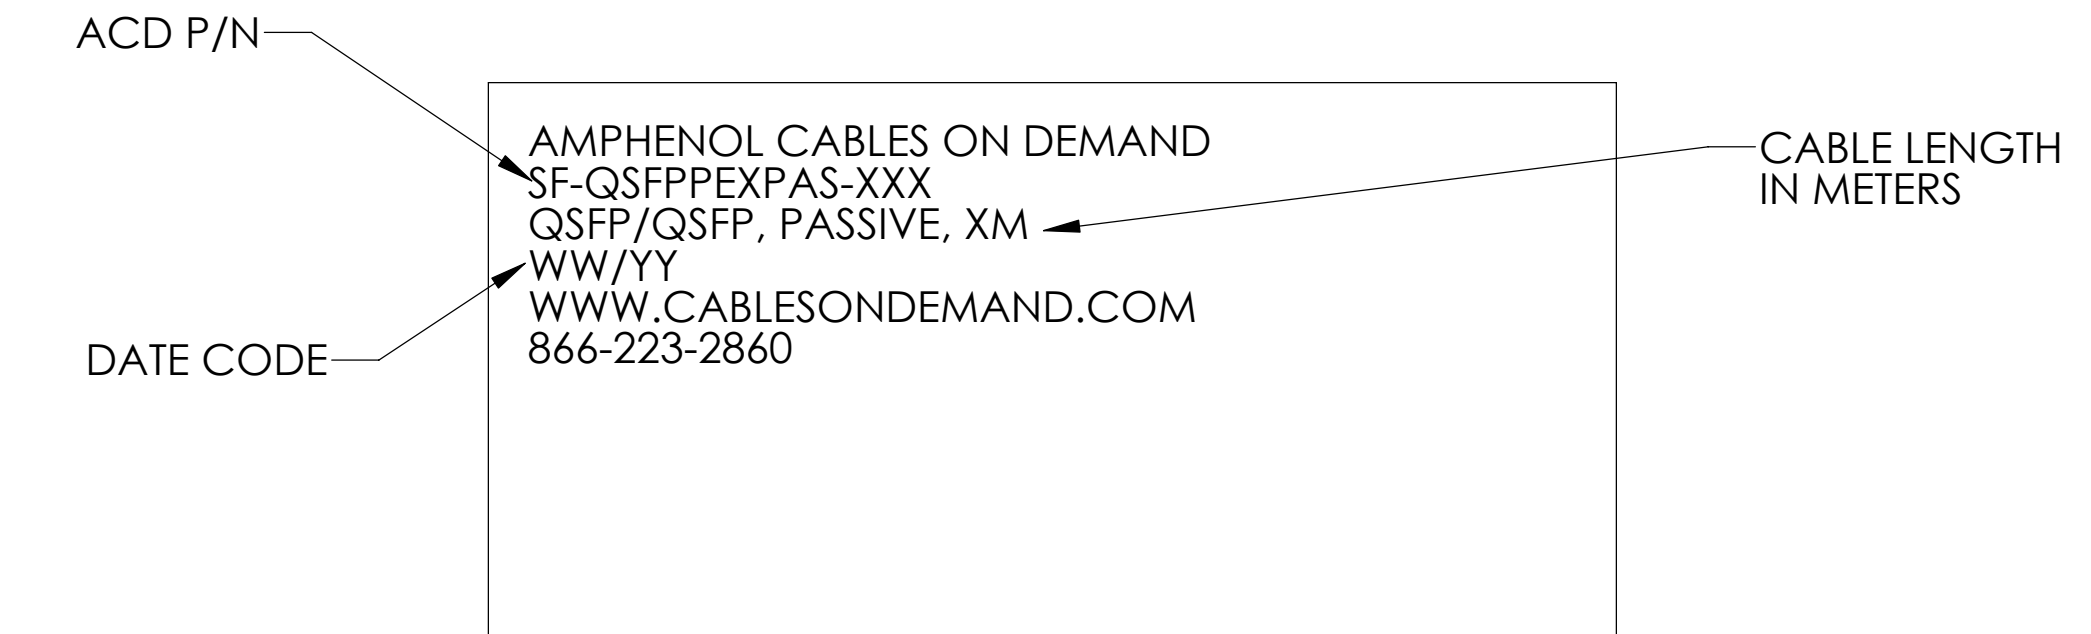 ACD P/N
AMPHENOL CABLES ON DEMAND
SF-QSFPPEXPAS-XXX
QSFP/QSFP, PASSIVE, XM
WW/YY
WWW.CABLESONDEMAND.COM
866-223-2860
CABLE LENGTH
IN METERS
DATE CODE